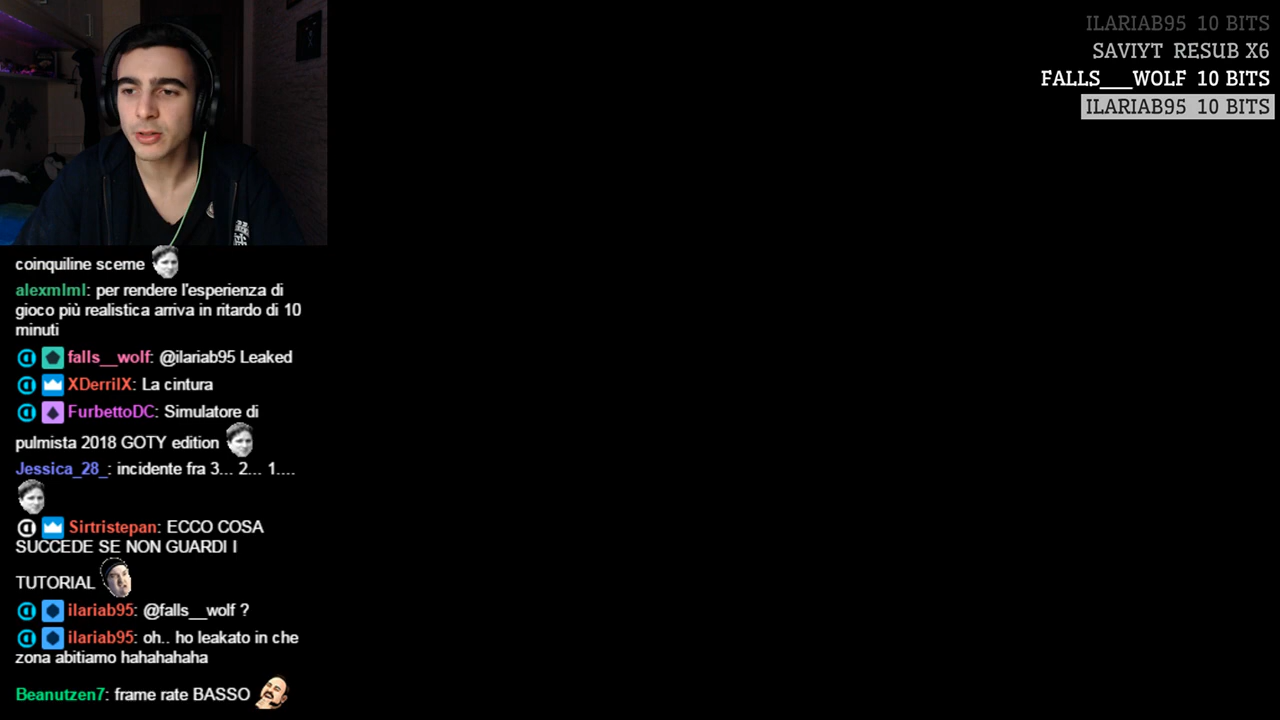 ILARIAB95 10 BITS
SAVIYT RESUB X6
FALLS__WOLF 10 BITS
ILARIAB95 10 BITS
coinquiline sceme
alexmlml: per rendere l'esperienza di
gioco più realistica arriva in ritardo di 10
minuti
falls__wolf: @ilariab95 Leaked
XDerrilX: La cintura
FurbettoDC: Simulatore di
pulmista 2018 GOTY edition
Jessica_28_: incidente fra 3... 2... 1....
Sirtristepan: ECCO COSA
SUCCEDE SE NON GUARDI I
TUTORIAL
ilariab95: @falls__wolf ?
ilariab95: oh.. ho leakato in che
zona abitiamo hahahahaha
Beanutzen7: frame rate BASSO